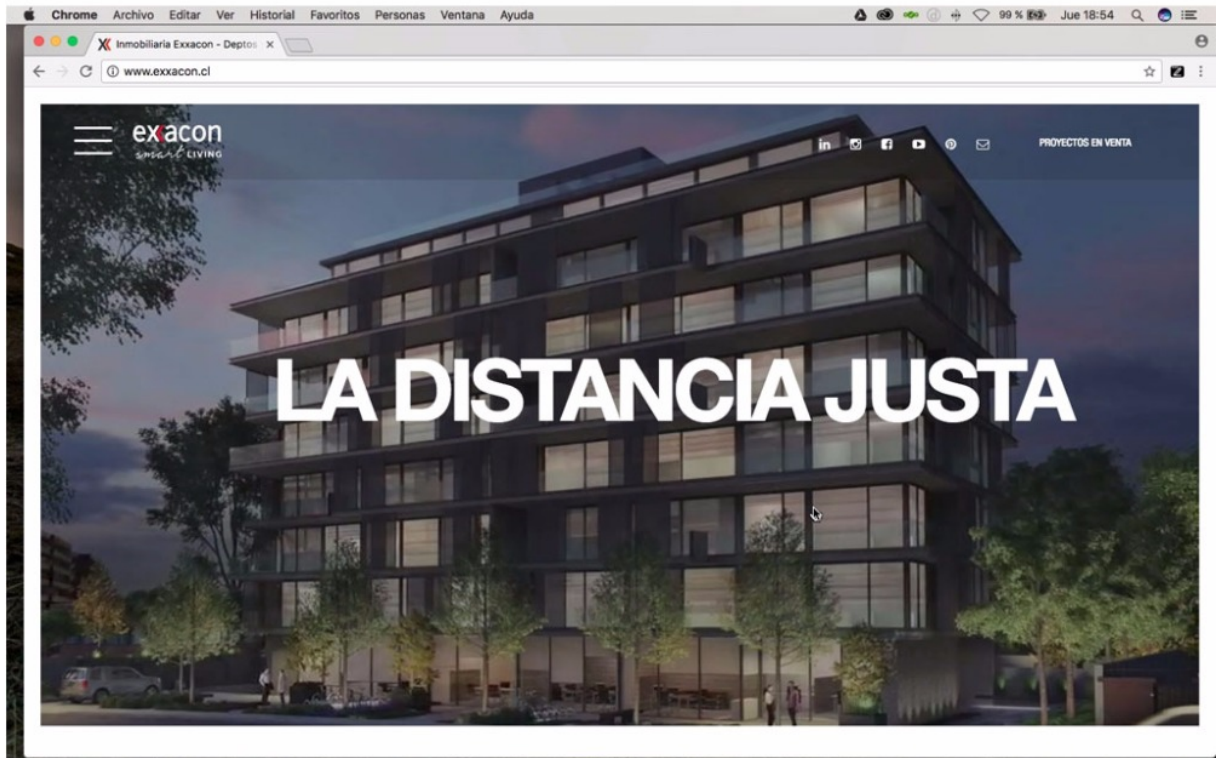 Chrome Archivo Editar Ver Historial Favoritos Personas Ventana Ayuda 99 % Jue 18:54
Inmobiliaria Exxacon - Deptos
www.exxacon.cl
exxacon
smart LIVING
PROYECTOS EN VENTA
LA DISTANCIA JUSTA